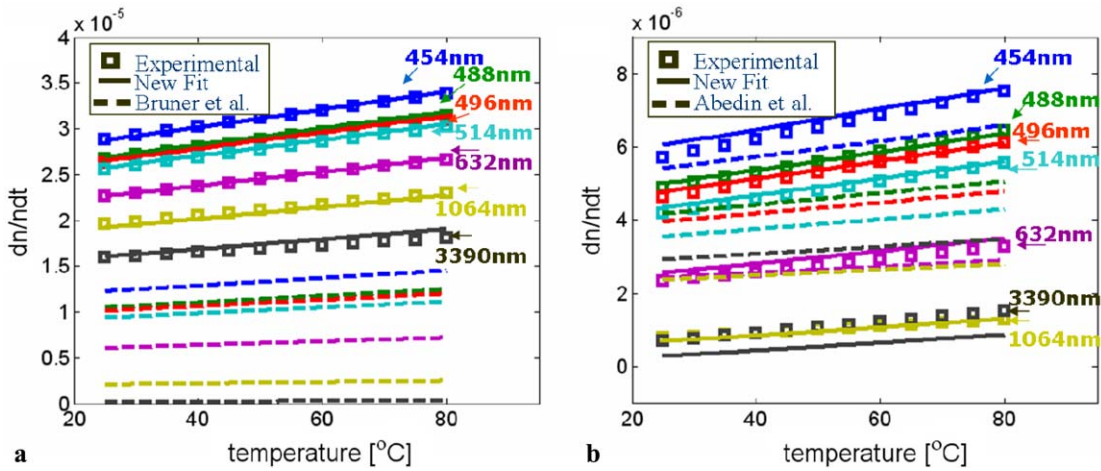 x 10⁻⁵
4
3.5
3
2.5
2
1.5
1
0.5
0
dn/ndt
Experimental
New Fit
Bruner et al.
454nm
488nm
496nm
514nm
632nm
1064nm
3390nm
20 40 60 80
temperature [°C]
a
x 10⁻⁶
8
6
4
2
0
dn/ndt
Experimental
New Fit
Abedin et al.
454nm
488nm
496nm
514nm
632nm
3390nm
1064nm
20 40 60 80
temperature [°C]
b